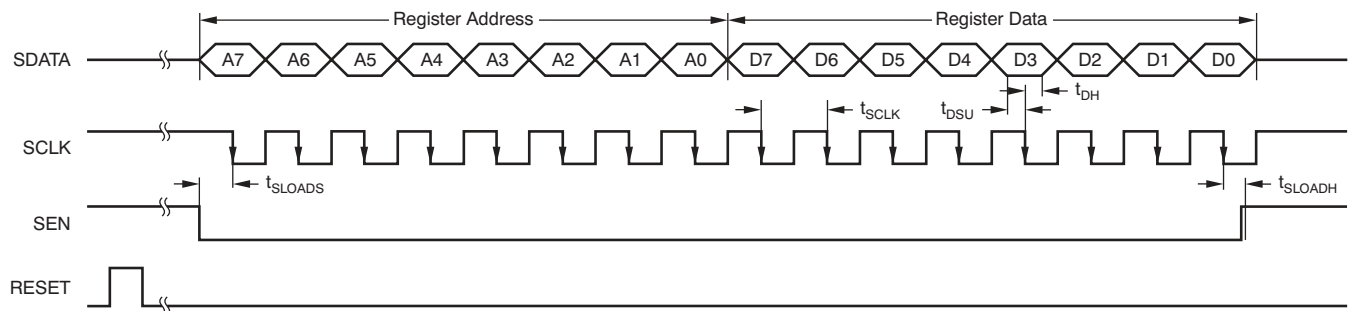 Register Address Register Data
SDATA A7 A6 A5 A4 A3 A2 A1 A0 D7 D6 D5 D4 D3 D2 D1 D0
tSCLK tDSU tDH
SCLK
tSLOADS tSLOADH
SEN
RESET